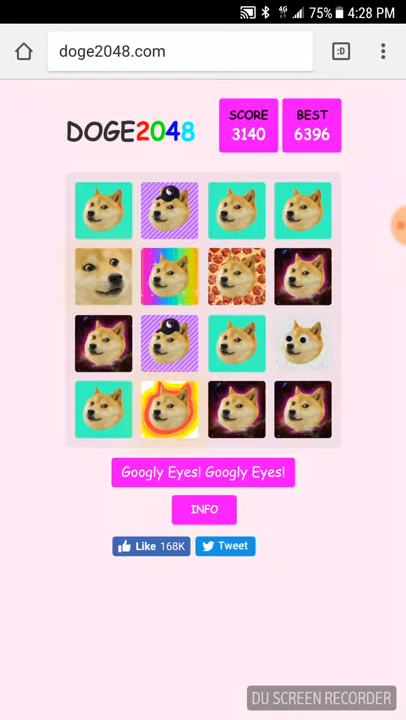 4G 75% 4:28 PM
doge2048.com
:D
DOGE2048
SCORE
3140
BEST
6396
Googly Eyes! Googly Eyes!
INFO
Like 168K
Tweet
DU SCREEN RECORDER